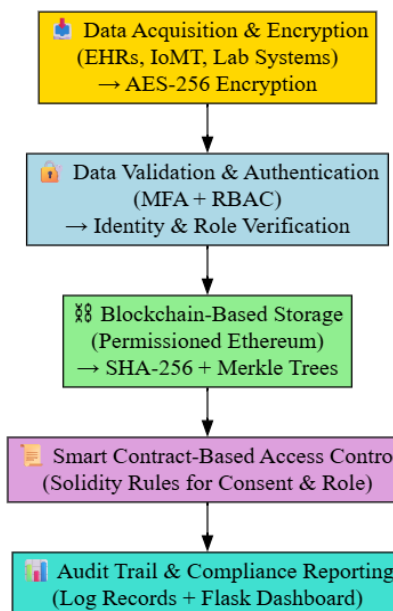 Data Acquisition & Encryption
(EHRs, IoMT, Lab Systems)
→ AES-256 Encryption
Data Validation & Authentication
(MFA + RBAC)
→ Identity & Role Verification
Blockchain-Based Storage
(Permissioned Ethereum)
→ SHA-256 + Merkle Trees
Smart Contract-Based Access Contro
(Solidity Rules for Consent & Role)
Audit Trail & Compliance Reporting
(Log Records + Flask Dashboard)